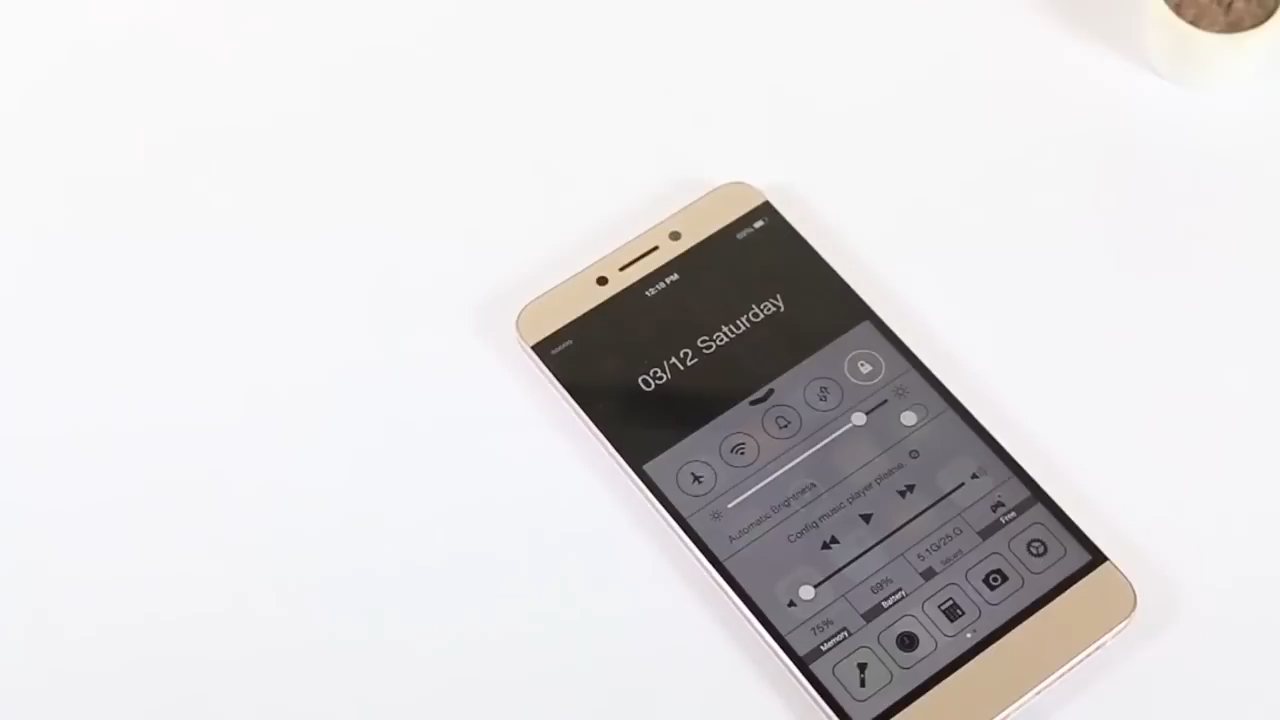 69%
12:18 PM
03/12 Saturday
Automatic Brightness
Config music player please.
75%
Memory
69%
Battery
5.1G/25.G
Free